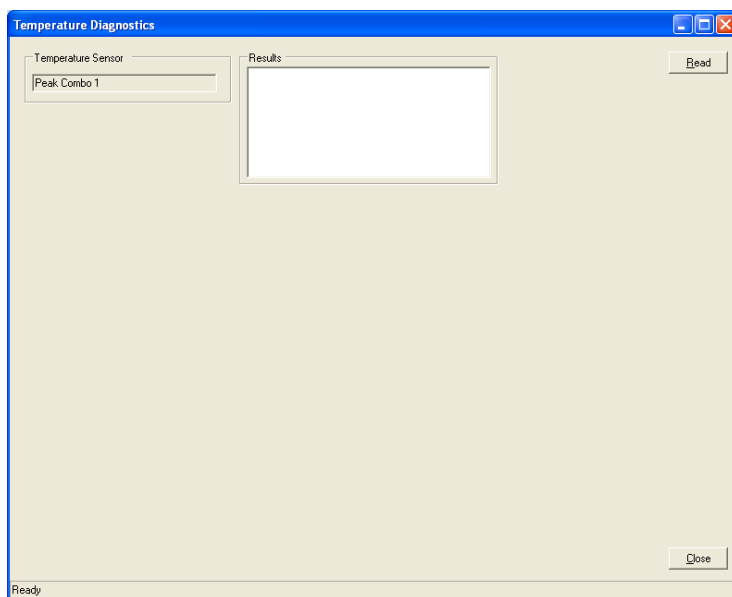 Temperature Diagnostics
Temperature Sensor
Peak Combo 1
Results
Read
Close
Ready